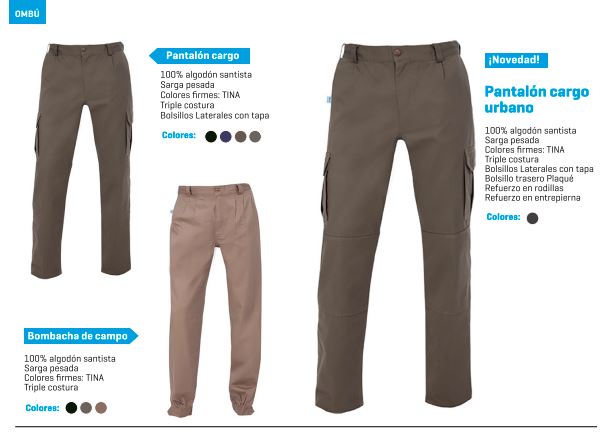 OMBÚ
Pantalón cargo
100% algodón santista
Sarga pesada
Colores firmes: TINA
Triple costura
Bolsillos Laterales con tapa
Colores:
¡Novedad!
Pantalón cargo
urbano
100% algodón santista
Sarga pesada
Colores firmes: TINA
Triple costura
Bolsillos Laterales con tapa
Bolsillo trasero Plaqué
Refuerzo en rodillas
Refuerzo en entrepierna
Colores:
Bombacha de campo
100% algodón santista
Sarga pesada
Colores firmes: TINA
Triple costura
Colores: